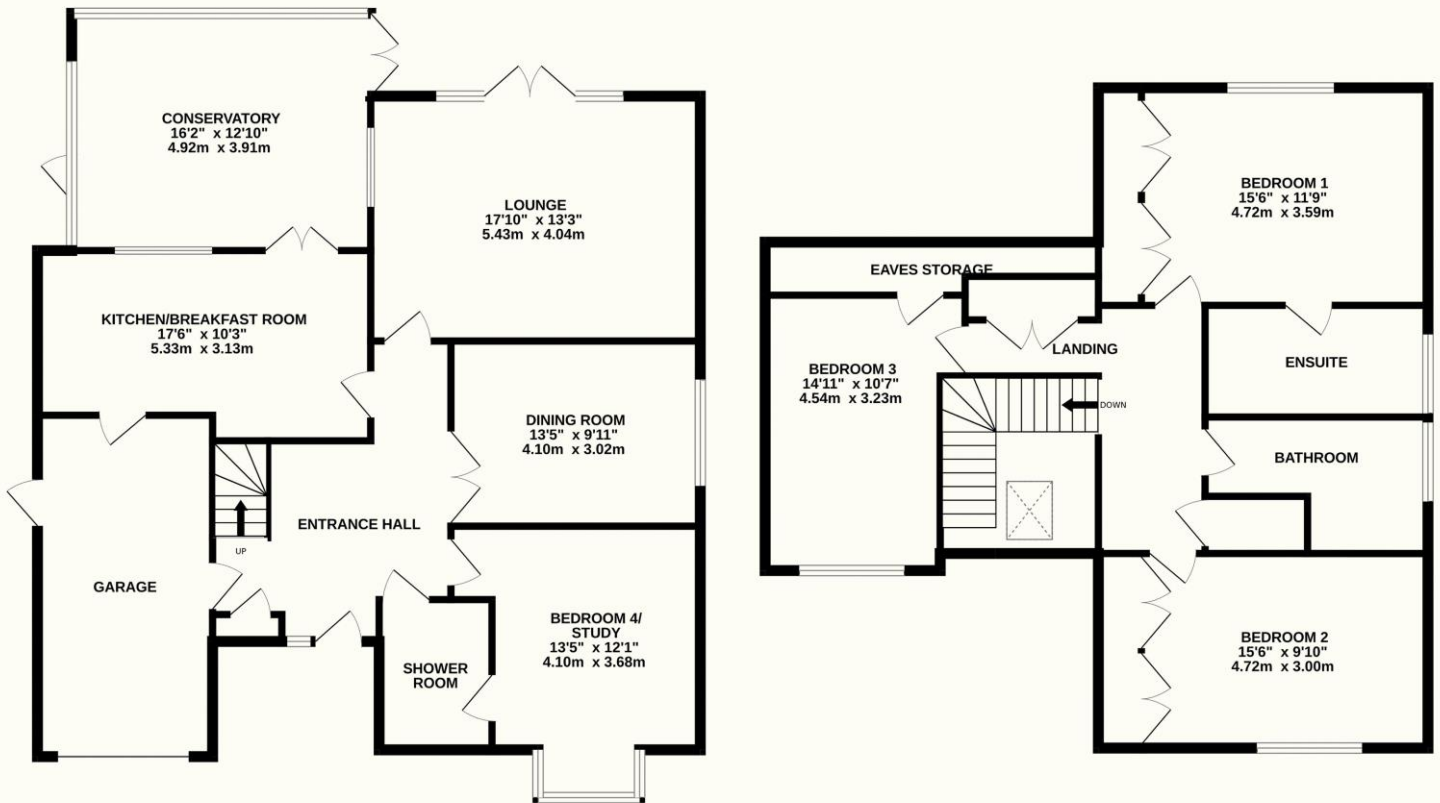 CONSERVATORY
16'2" x 12'10"
4.92m x 3.91m
LOUNGE
17'10" x 13'3"
5.43m x 4.04m
KITCHEN/BREAKFAST ROOM
17'6" x 10'3"
5.33m x 3.13m
DINING ROOM
13'5" x 9'11"
4.10m x 3.02m
ENTRANCE HALL
UP
GARAGE
BEDROOM 4/
STUDY
13'5" x 12'1"
4.10m x 3.68m
SHOWER
ROOM
BEDROOM 1
15'6" x 11'9"
4.72m x 3.59m
EAVES STORAGE
LANDING
ENSUITE
BEDROOM 3
14'11" x 10'7"
4.54m x 3.23m
DOWN
BATHROOM
BEDROOM 2
15'6" x 9'10"
4.72m x 3.00m